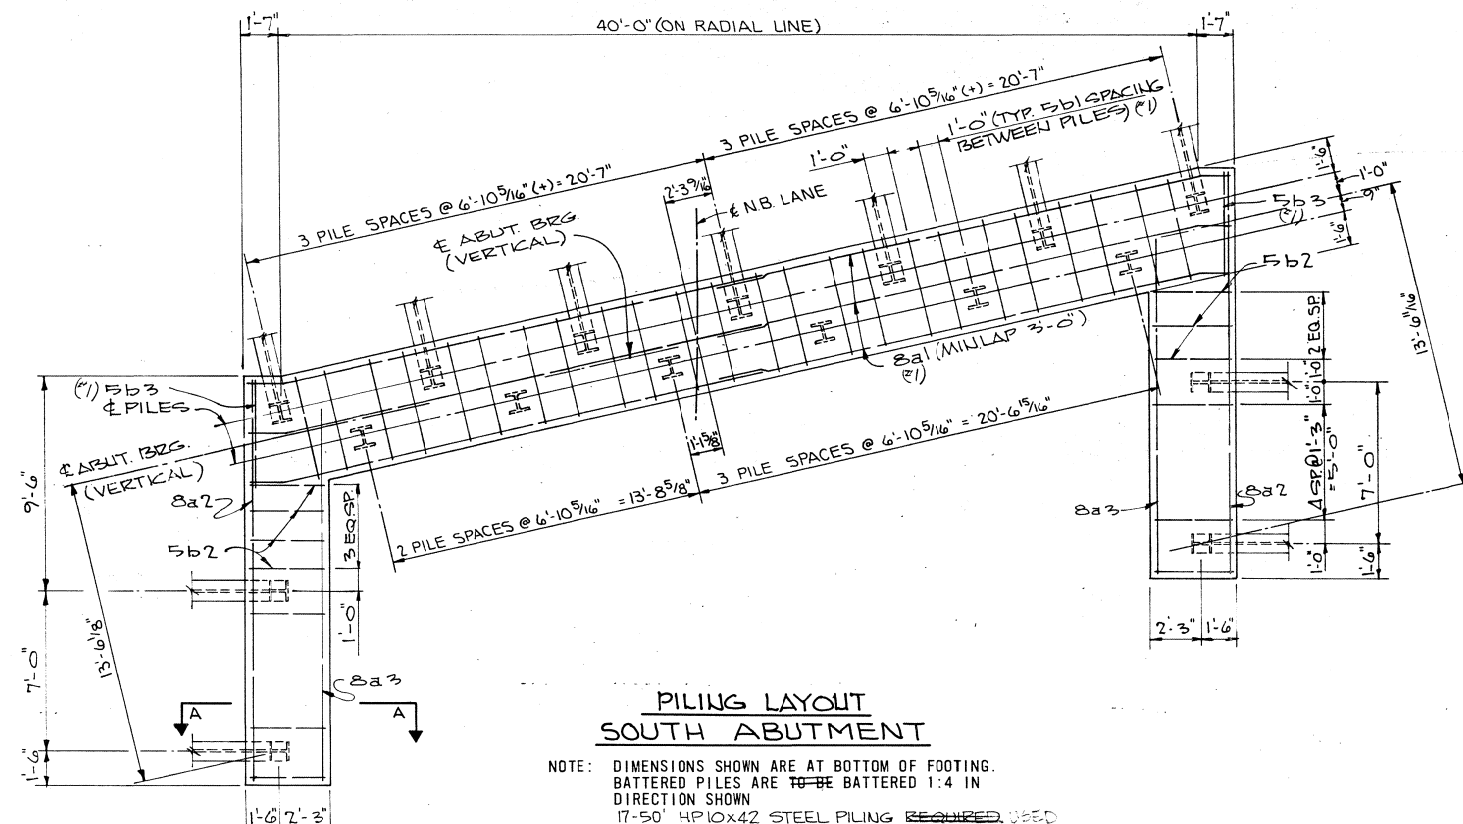 1'-7"
40'-0" (ON RADIAL LINE)
1'-7"
3 PILE SPACES @ 6'-10 5/16" (+) = 20'-7"
1'-0" (TYP. 5b1 SPACING
BETWEEN PILES) (~1)
1'-0"
3 PILE SPACES @ 6'-10 5/16" (+) = 20'-7"
2'-3 9/16"
℄ N.B. LANE
℄ ABUT. BRG.
(VERTICAL)
1'-6"
1'-0"
9"
1'-6"
5b3
(~1)
5b2
13'-6 11/16"
(~1) 5b3
℄ PILES
℄ ABUT. BRG.
(VERTICAL)
8a1 (MIN LAP 3'-0")
(~1)
2 EQ. SP.
1'-0"
1'-0"
4 SP. @ 1'-3"
= 5'-0"
1'-0"
7'-0"
1'-6"
1'-1 5/8"
3 PILE SPACES @ 6'-10 5/16" = 20'-6 15/16"
2 PILE SPACES @ 6'-10 5/16" = 13'-8 5/8"
9'-6"
8a2
5b2
3 EQ. SP.
1'-0"
8a3
8a2
13'-6 1/8"
7'-0"
8a3
A
A
1'-6"
1'-6" 2'-3"
2'-3" 1'-6"
PILING LAYOUT
SOUTH ABUTMENT
NOTE: DIMENSIONS SHOWN ARE AT BOTTOM OF FOOTING.
BATTERED PILES ARE TO BE BATTERED 1:4 IN
DIRECTION SHOWN
17-50' HP10x42 STEEL PILING REQUIRED. USED